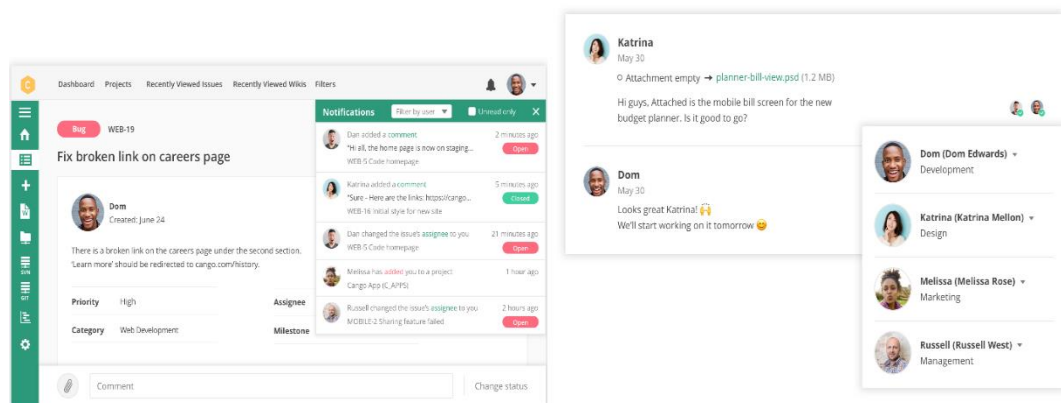 C
Dashboard Projects Recently Viewed Issues Recently Viewed Wikis Filters
Bug WEB-19
Fix broken link on careers page
Dom
Created: June 24
There is a broken link on the careers page under the second section.
'Learn more' should be redirected to cango.com/history.
Priority High Assignee
Category Web Development Milestone
SVN
GIT
Comment
Change status
Notifications Filter by user Unread only X
Dan added a comment 2 minutes ago
"Hi all, the home page is now on staging... Open
WEB-5 Code homepage
Katrina added a comment 5 minutes ago
"Sure - Here are the links: https://cango... Closed
WEB-16 Initial style for new site
Dan changed the issue's assignee to you 21 minutes ago
WEB-5 Code homepage Open
Melissa has added you to a project 1 hour ago
Cango App (C_APPS)
Russell changed the issue's assignee to you 2 hours ago
MOBILE-2 Sharing feature failed Open
Katrina
May 30
Attachment empty → planner-bill-view.psd (1.2 MB)
Hi guys, Attached is the mobile bill screen for the new
budget planner. Is it good to go?
Dom
May 30
Looks great Katrina! 🙌
We'll start working on it tomorrow 😊
Dom (Dom Edwards)
Development
Katrina (Katrina Mellon)
Design
Melissa (Melissa Rose)
Marketing
Russell (Russell West)
Management